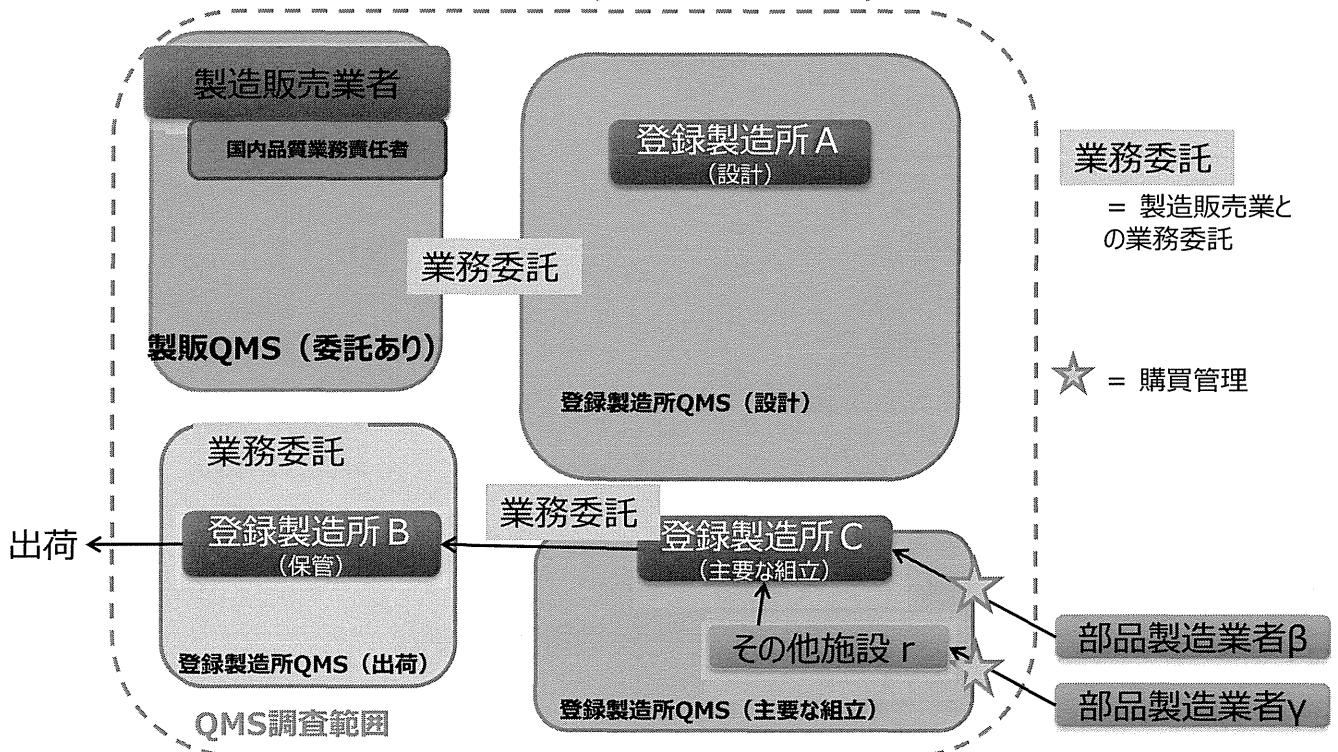 製造販売業者
国内品質業務責任者
製販QMS（委託あり）
業務委託
登録製造所A
（設計）
登録製造所QMS（設計）
業務委託
= 製造販売業と
の業務委託
= 購買管理
業務委託
登録製造所B
（保管）
登録製造所QMS（出荷）
出荷
業務委託
登録製造所C
（主要な組立）
その他施設 r
登録製造所QMS（主要な組立）
部品製造業者β
部品製造業者γ
QMS調査範囲